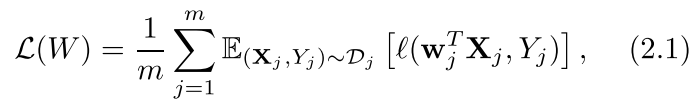 $\mathcal{L}(W) = \frac{1}{m} \sum_{j=1}^{m} \mathbb{E}_{(\mathbf{X}_j, Y_j) \sim \mathcal{D}_j} \left[ \ell(\mathbf{w}_j^T \mathbf{X}_j, Y_j) \right], \quad (2.1)$